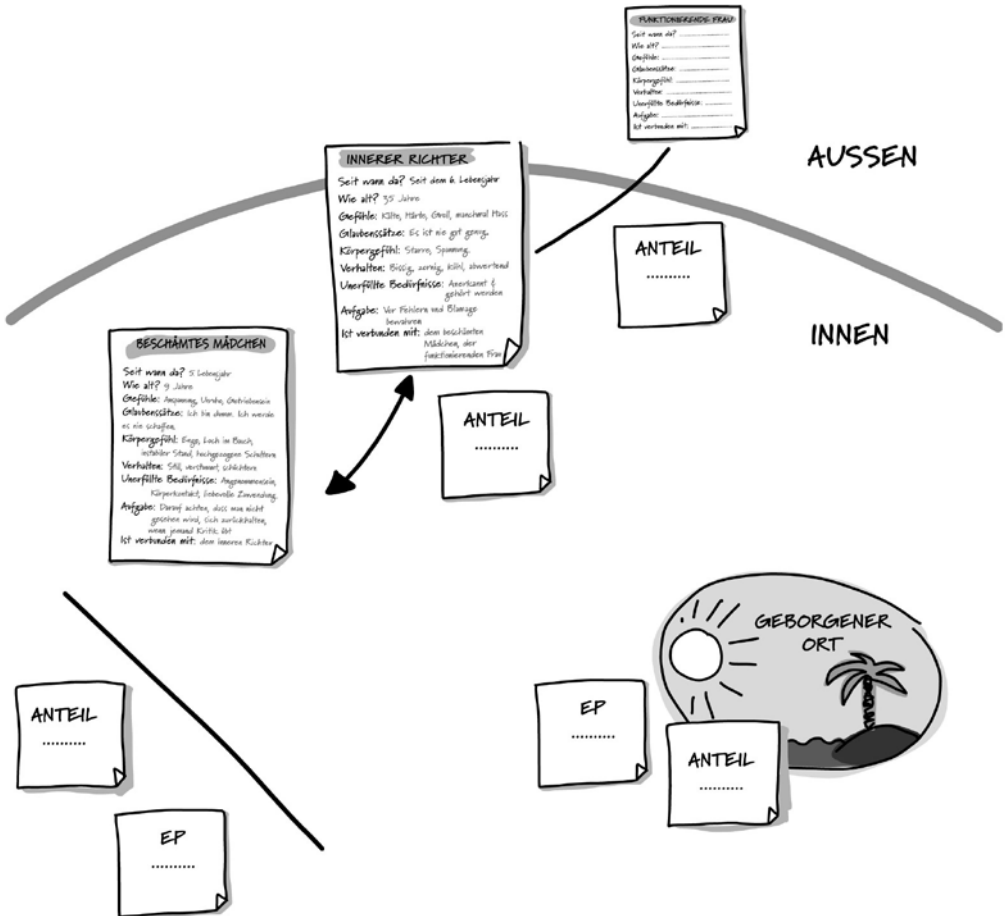 FUNKTIONIERENDE FRAU
Seit wann da? ....................
Wie alt? ....................
Gefühle: ....................
Glaubenssätze: ....................
Körpergefühl: ....................
Verhalten: ....................
Unerfüllte Bedürfnisse: ..........
Aufgabe: ....................
Ist verbunden mit: ...............
AUSSEN
INNERER RICHTER
Seit wann da? Seit dem 6. Lebensjahr
Wie alt? 35 Jahre
Gefühle: Kälte, Härte, Groll, manchmal Hass
Glaubenssätze: Es ist nie gut genug.
Körpergefühl: Starre, Spannung.
Verhalten: Bissig, zornig, kühl, abwertend
Unerfüllte Bedürfnisse: Anerkannt &
gehört werden
Aufgabe: Vor Fehlern und Blamage
bewahren
Ist verbunden mit: dem beschämten
Mädchen, der
funktionierenden Frau
ANTEIL
..........
INNEN
BESCHÄMTES MÄDCHEN
Seit wann da? 5. Lebensjahr
Wie alt? 9 Jahre
Gefühle: Anspannung, Unruhe, Getriebensein
Glaubenssätze: Ich bin dumm. Ich werde
es nie schaffen.
Körpergefühl: Enge, Loch im Bauch,
instabiler Stand, hochgezogene Schultern
Verhalten: Still, verstummt, schüchtern
Unerfüllte Bedürfnisse: Angenommensein,
Körperkontakt, liebevolle Zuwendung.
Aufgabe: Darauf achten, dass man nicht
gesehen wird, sich zurückhalten,
wenn jemand Kritik übt
Ist verbunden mit: dem inneren Richter
ANTEIL
..........
GEBORGENER
ORT
ANTEIL
..........
EP
..........
EP
..........
ANTEIL
..........